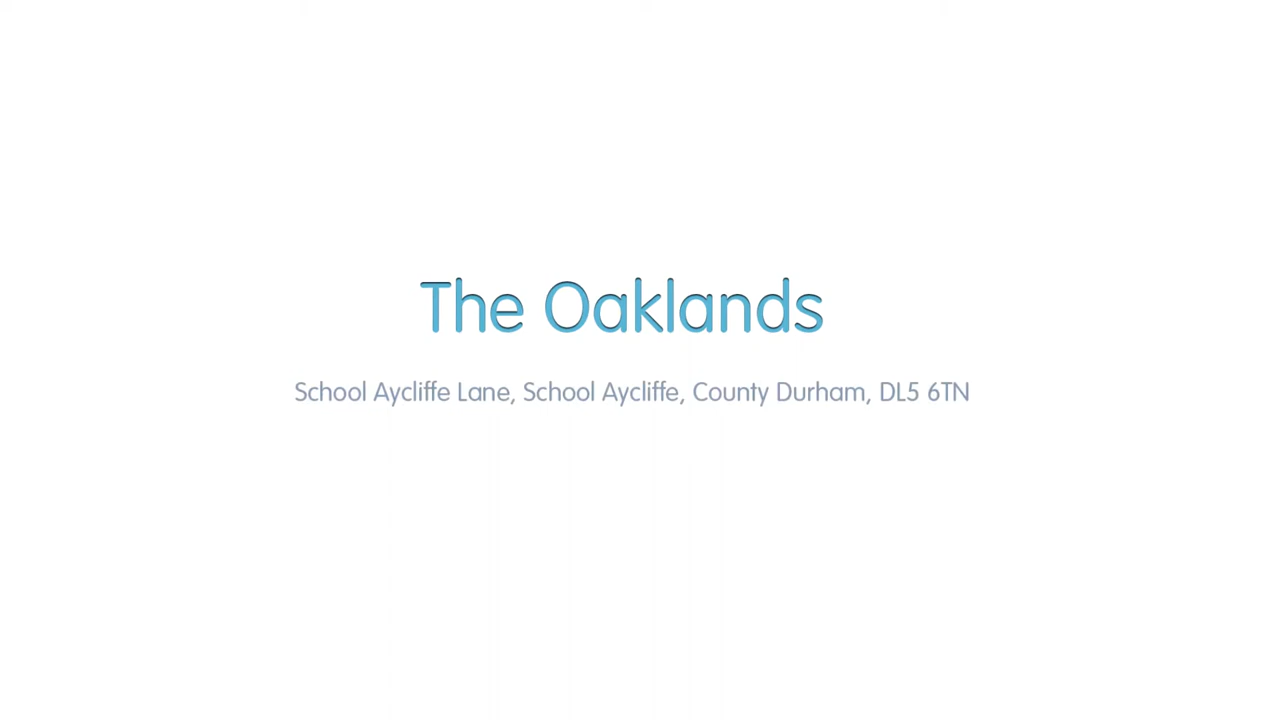 The Oaklands
School Aycliffe Lane, School Aycliffe, County Durham, DL5 6TN